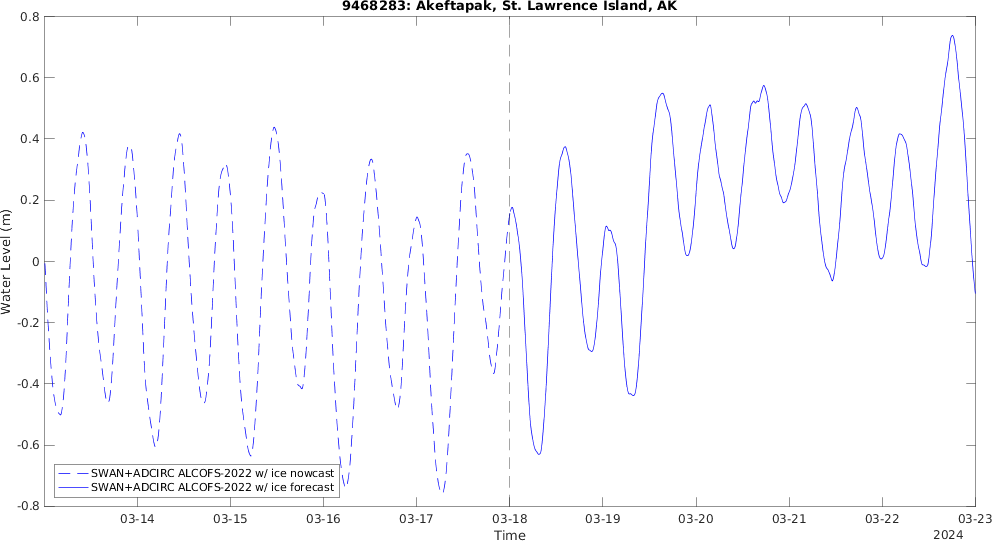 9468283: Akeftapak, St. Lawrence Island, AK
0.8
0.6
0.4
0.2
0
-0.2
-0.4
-0.6
-0.8
Water Level (m)
SWAN+ADCIRC ALCOFS-2022 w/ ice nowcast
SWAN+ADCIRC ALCOFS-2022 w/ ice forecast
03-14 03-15 03-16 03-17 03-18 03-19 03-20 03-21 03-22 03-23
Time
2024